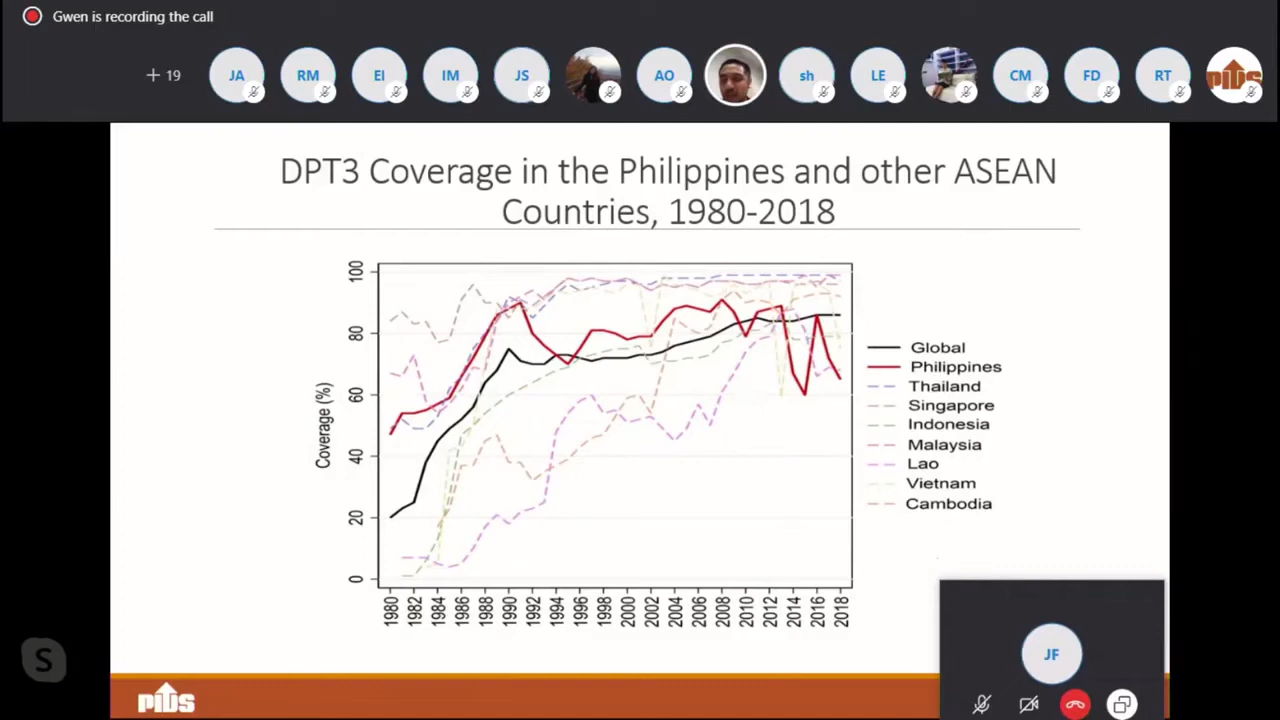 Gwen is recording the call
+ 19
JA
RM
EI
IM
JS
AO
sh
LE
CM
FD
RT
PIDS
DPT3 Coverage in the Philippines and other ASEAN
Countries, 1980-2018
Coverage (%)
100
80
60
40
20
0
1980
1982
1984
1986
1988
1990
1992
1994
1996
1998
2000
2002
2004
2006
2008
2010
2012
2014
2016
2018
Global
Philippines
Thailand
Singapore
Indonesia
Malaysia
Lao
Vietnam
Cambodia
S
PIDS
JF